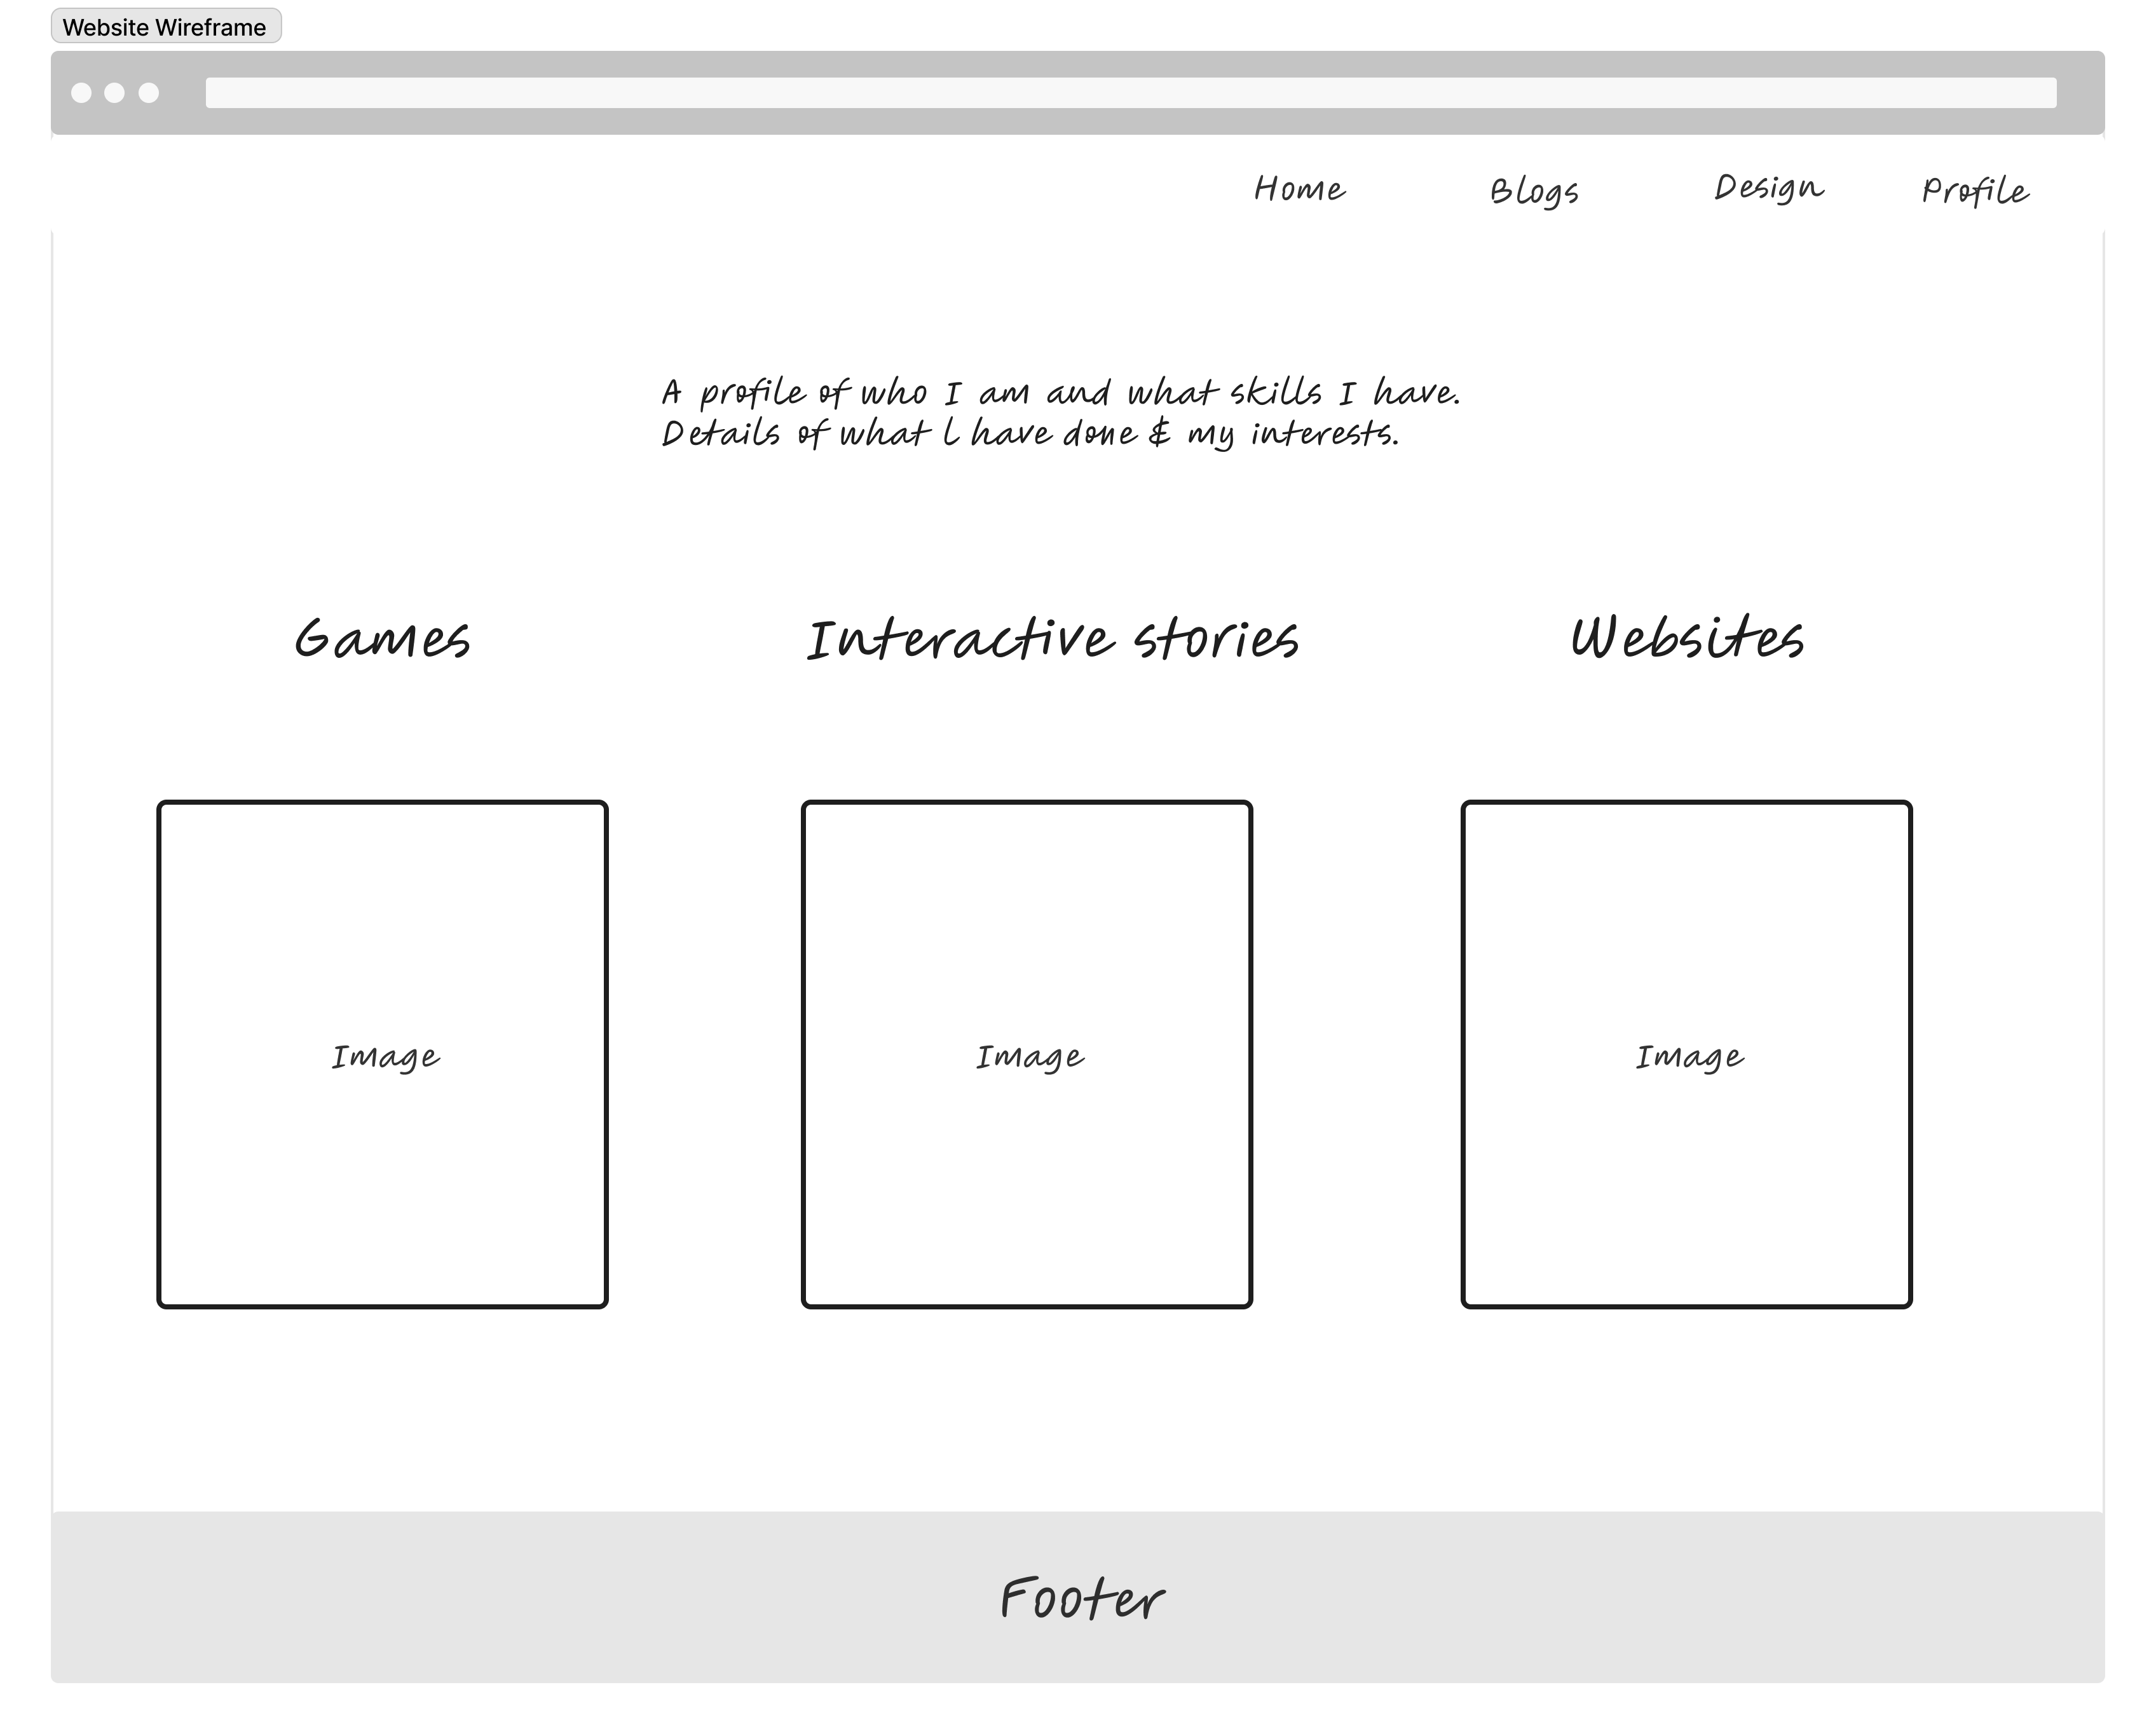 Website Wireframe
Home Blogs Design Profile
A profile of who I am and what skills I have.
Details of what l have done & my interests.
Games Interactive stories Websites
Image Image Image
Footer